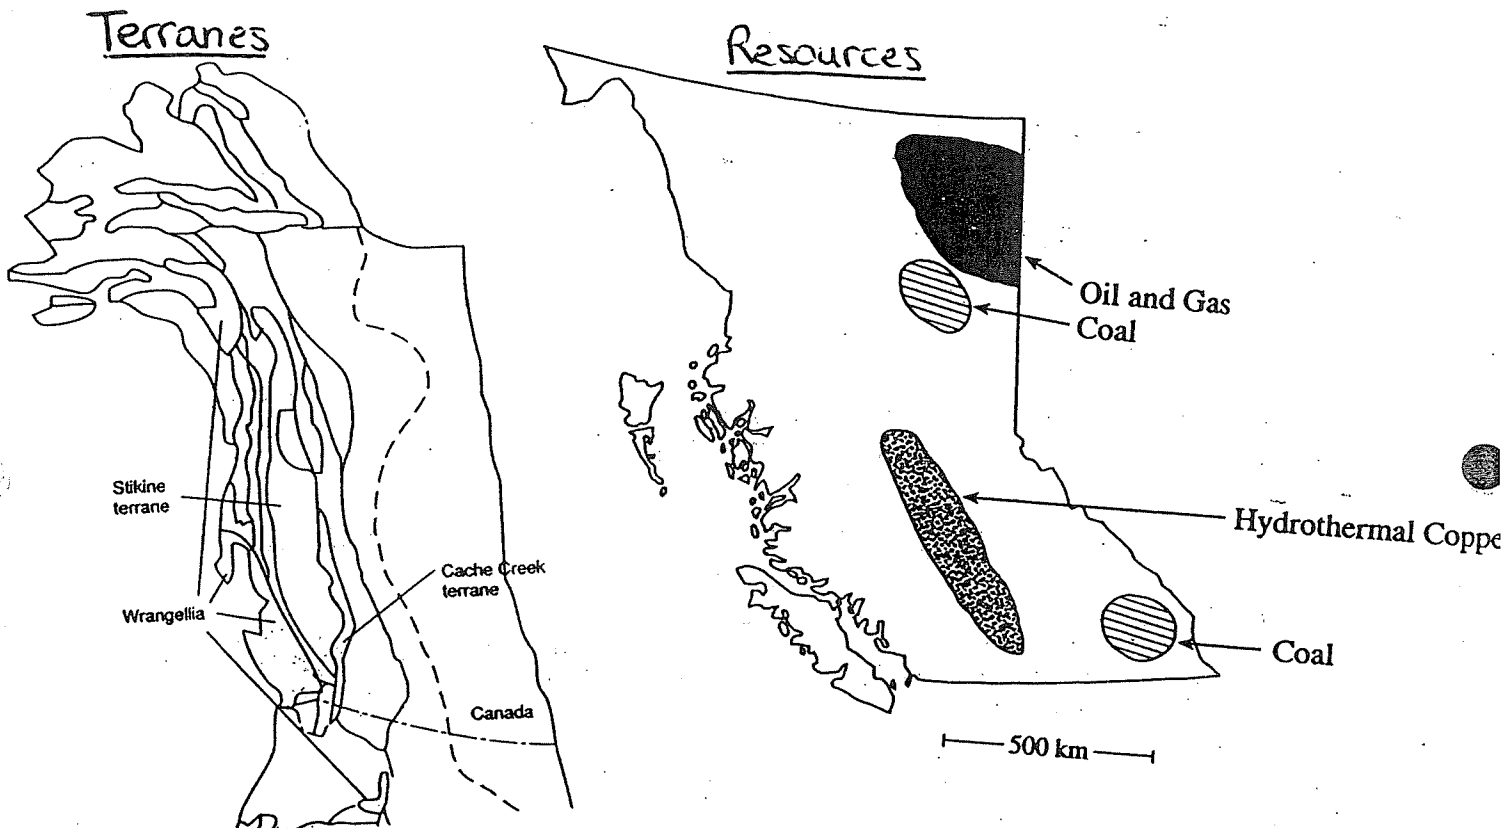 Terranes
Resources
Oil and Gas
Coal
Stikine
terrane
Hydrothermal Coppe
Cache Creek
terrane
Wrangellia
Coal
Canada
500 km